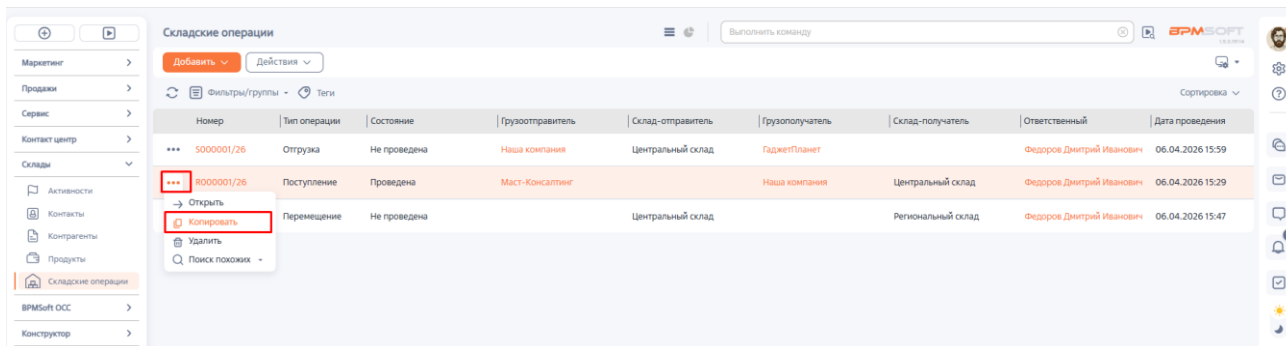 Складские операции
Выполнить команду
BPMSOFT
Маркетинг
Продажи
Сервис
Контакт центр
Склады
Активности
Контакты
Контрагенты
Продукты
Складские операции
BPMSoft ОСС
Конструктор
Добавить
Действия
Фильтры/группы
Теги
Сортировка
Номер Тип операции Состояние Грузоотправитель Склад-отправитель Грузополучатель Склад-получатель Ответственный Дата проведения
S000001/26 Отгрузка Не проведена Наша компания Центральный склад ГаджетПланет Федоров Дмитрий Иванович 06.04.2026 15:59
R000001/26 Поступление Проведена Маст-Консалтинг Наша компания Центральный склад Федоров Дмитрий Иванович 06.04.2026 15:29
Перемещение Не проведена Центральный склад Региональный склад Федоров Дмитрий Иванович 06.04.2026 15:47
Открыть
Копировать
Удалить
Поиск похожих